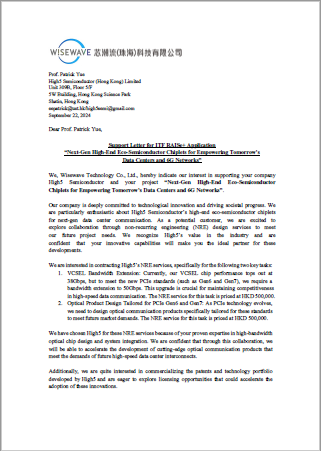 WISEWAVE 芯潮流(珠海)科技有限公司
Prof. Patrick Yue
High5 Semiconductor (Hong Kong) Limited
Unit 309B, Floor 5/F
5W Building, Hong Kong Science Park
Shatin, Hong Kong
September 22, 2024
Dear Prof. Patrick Yue,
Support Letter for ITF RAISe+ Application
"Next-Gen High-End Eco-Semiconductor Chiplets for Empowering Tomorrow's
Data Centers and 6G Networks"
We, Wisewave Technology Co., Ltd., hereby indicate our interest in supporting your company
High5 Semiconductor and your project "Next-Gen High-End Eco-Semiconductor
Chiplets for Empowering Tomorrow's Data Centers and 6G Networks".
Our company is deeply committed to technological innovation and driving societal progress. We
are particularly enthusiastic about High5 Semiconductor's high-end eco-semiconductor chiplets
for next-gen data center communication. As a potential customer, we are excited to
explore collaboration through non-recurring engineering (NRE) design services to meet
our future project needs. We recognize High5's value in the industry and are
confident that your innovative capabilities will make you the ideal partner for these
developments.
We are interested in contracting High5's NRE services, specifically for the following two key tasks:
1. VCSEL Bandwidth Extension: Currently, our VCSEL chip performance tops out at
38Gbps, but to meet the new PCIe standards (such as Gen6 and Gen7), we require a
bandwidth extension to 50Gbps. This upgrade is crucial for maintaining competitiveness
in high-speed data communication. The NRE service for this task is priced at HKD 500,000.
2. Optical Product Design Tailored for PCIe Gen6 and Gen7: As PCIe technology evolves,
we need to design optical communication products specifically tailored for these standards
to meet future market demands. The NRE service for this task is priced at HKD 500,000.
We have chosen High5 for these NRE services because of your proven expertise in high-bandwidth
optical chip design and system integration. We are confident that through this collaboration, we
will be able to accelerate the development of cutting-edge optical communication products that
meet the demands of future high-speed data center interconnects.
Additionally, we are quite interested in commercializing the patents and technology portfolio
developed by High5 and are eager to explore licensing opportunities that could accelerate the
adoption of these innovations.